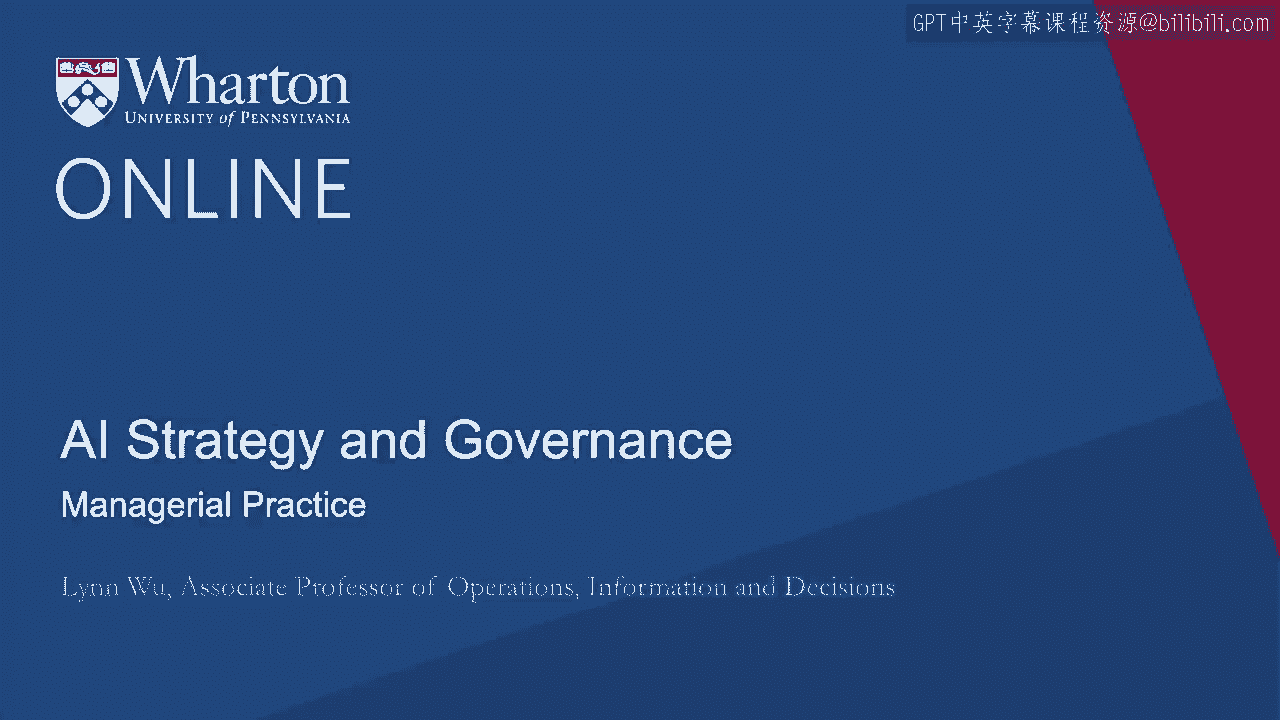 GPT中英字幕课程资源@bilibili.com
Wharton
UNIVERSITY of PENNSYLVANIA
ONLINE
AI Strategy and Governance
Managerial Practice
Lynn Wu, Associate Professor of Operations, Information and Decisions